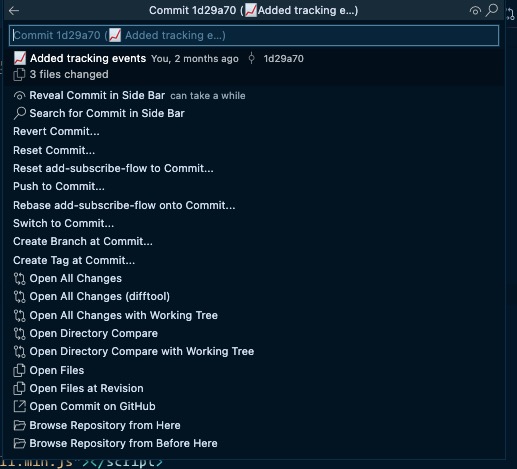 Commit 1d29a70 (📈Added tracking e...)
Commit 1d29a70 (📈 Added tracking e...)
📈 Added tracking events You, 2 months ago 1d29a70
3 files changed
Reveal Commit in Side Bar can take a while
Search for Commit in Side Bar
Revert Commit...
Reset Commit...
Reset add-subscribe-flow to Commit...
Push to Commit...
Rebase add-subscribe-flow onto Commit...
Switch to Commit...
Create Branch at Commit...
Create Tag at Commit...
Open All Changes
Open All Changes (difftool)
Open All Changes with Working Tree
Open Directory Compare
Open Directory Compare with Working Tree
Open Files
Open Files at Revision
Open Commit on GitHub
Browse Repository from Here
Browse Repository from Before Here
.min.js"></script>